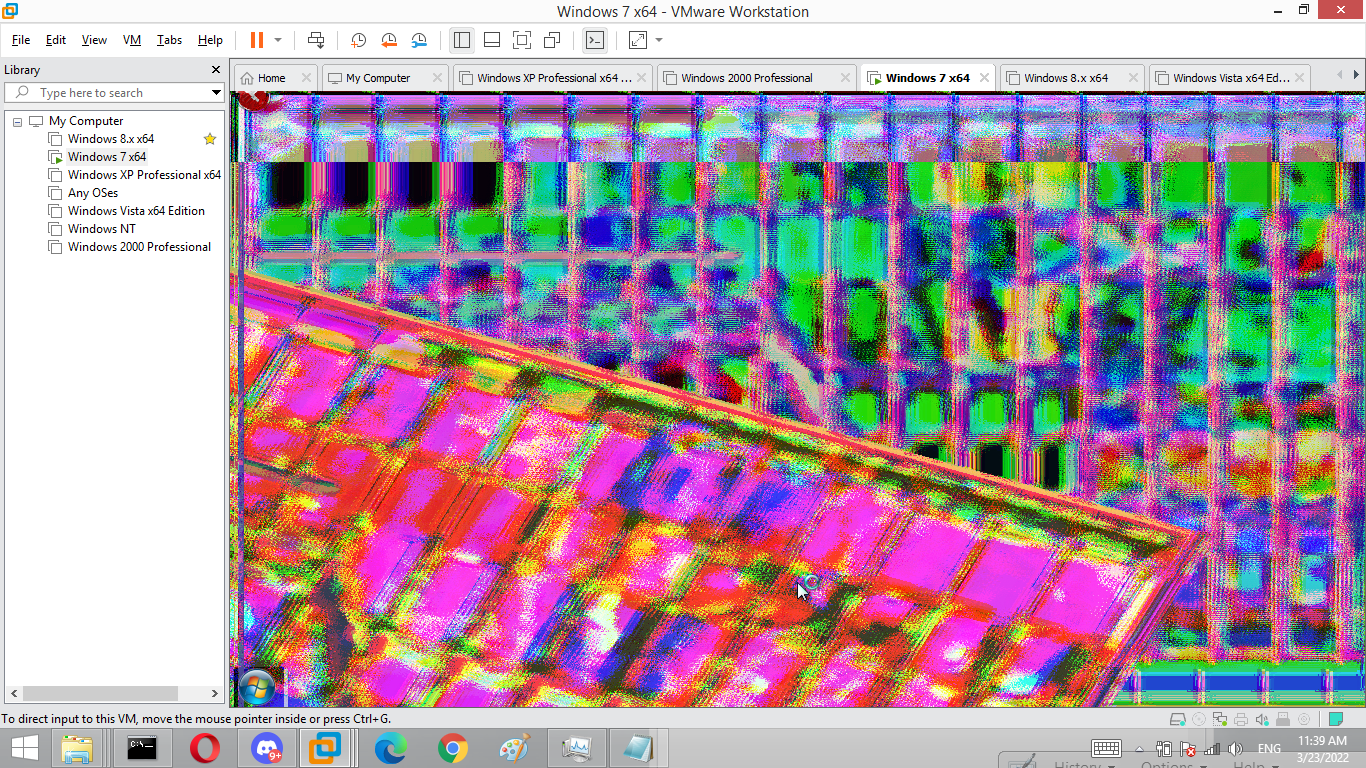 Windows 7 x64 - VMware Workstation
File Edit View VM Tabs Help
Library
Type here to search
Home
My Computer
Windows XP Professional x64 ...
Windows 2000 Professional
Windows 7 x64
Windows 8.x x64
Windows Vista x64 Ed...
My Computer
Windows 8.x x64
Windows 7 x64
Windows XP Professional x64
Any OSes
Windows Vista x64 Edition
Windows NT
Windows 2000 Professional
To direct input to this VM, move the mouse pointer inside or press Ctrl+G.
C:\_
9+
ENG
11:39 AM
3/23/2022
History Options Help